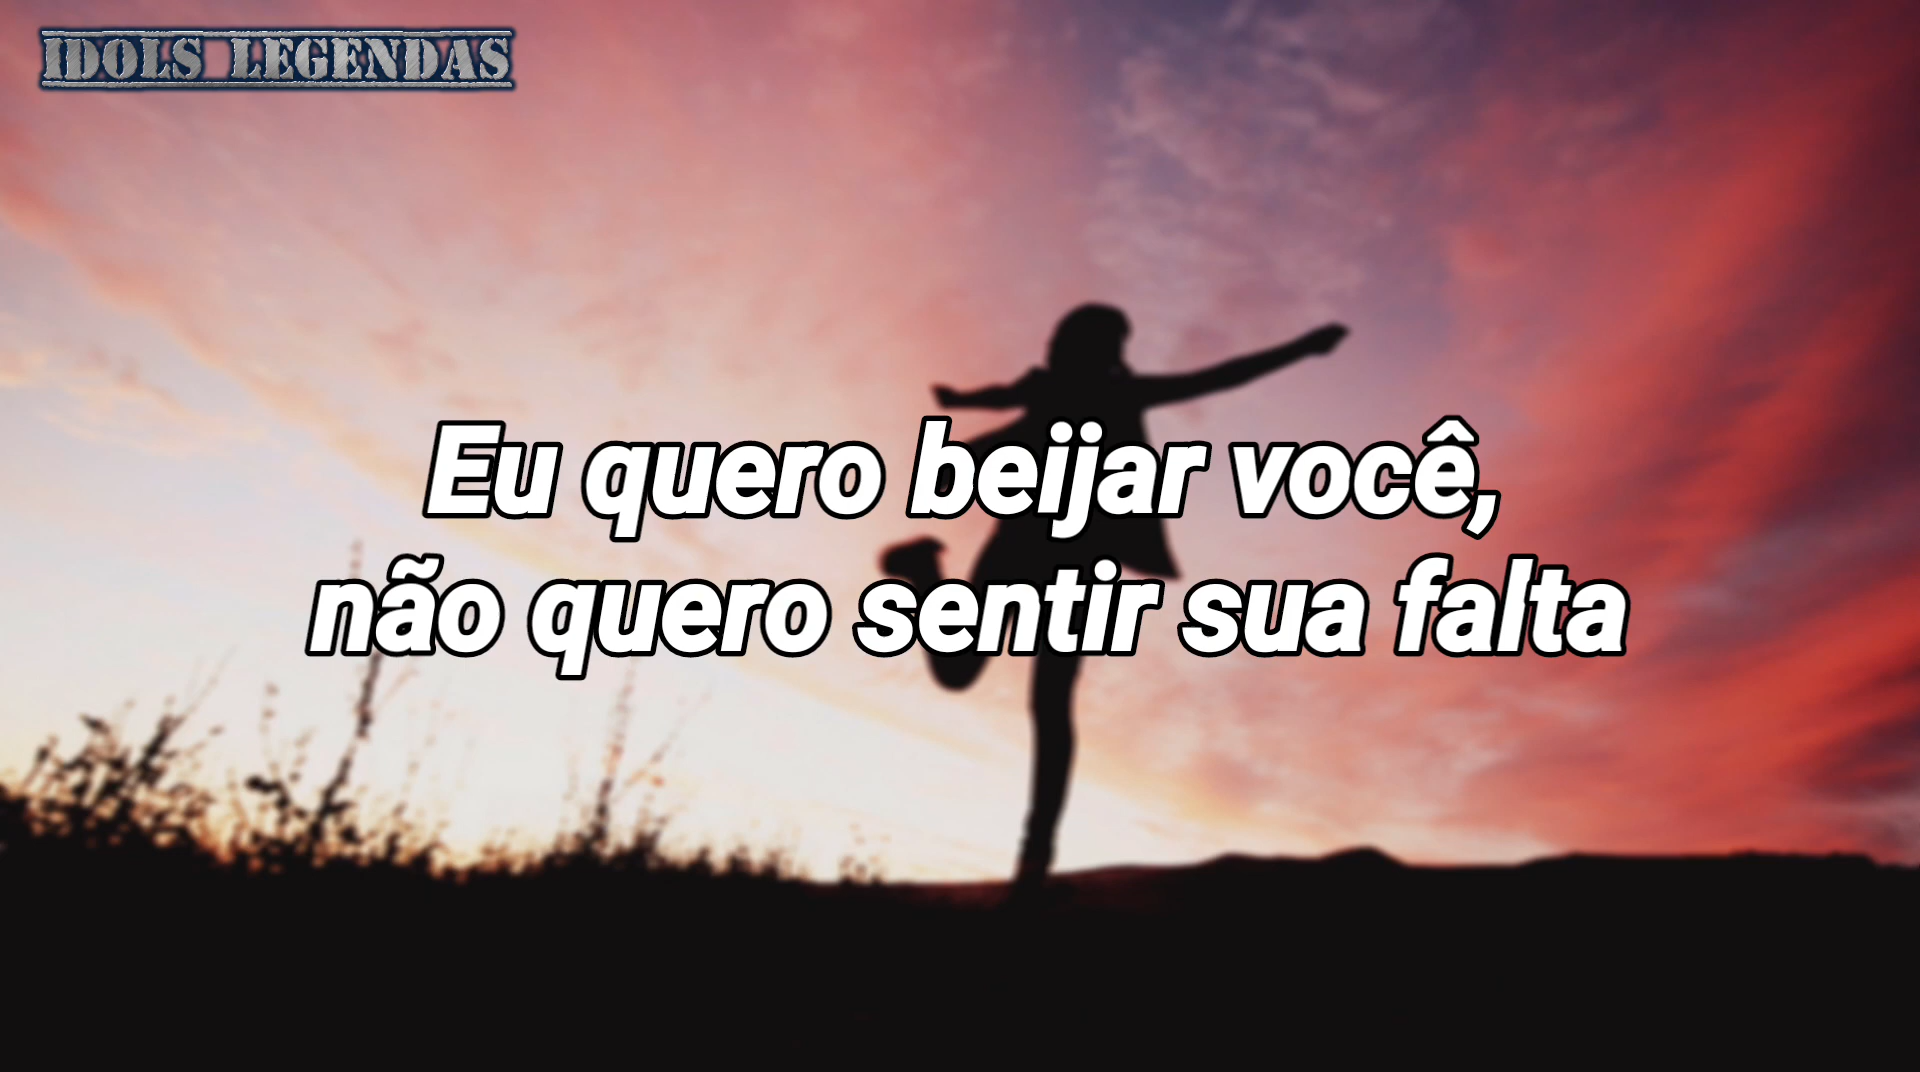 IDOLS LEGENDAS
Eu quero beijar você,
não quero sentir sua falta